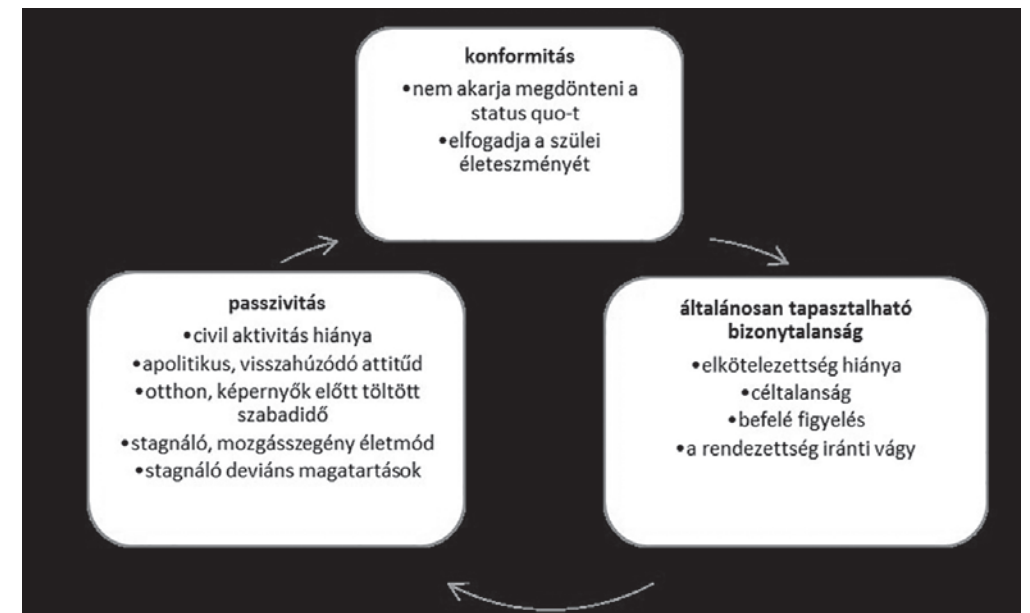 konformitás
•nem akarja megdönteni a
status quo-t
•elfogadja a szülei
életeszményét
passzivitás
•civil aktivitás hiánya
•apolitikus, visszahúzódó attitűd
•otthon, képernyők előtt töltött
szabadidő
•stagnáló, mozgásszegény életmód
•stagnáló deviáns magatartások
általánosan tapasztalható
bizonytalanság
•elkötelezettség hiánya
•céltalanság
•befelé figyelés
•a rendezettség iránti vágy